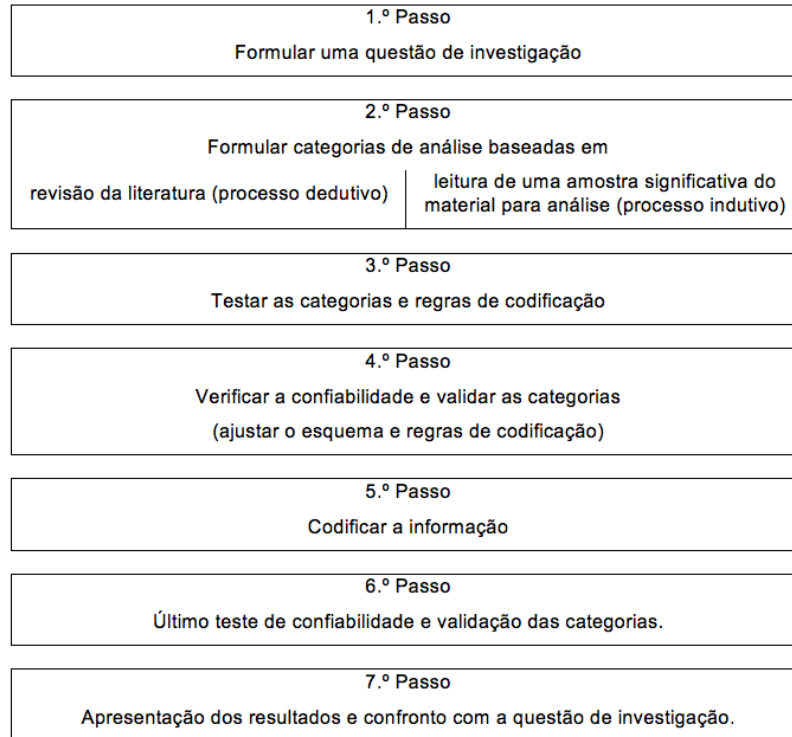 1.º Passo
Formular uma questão de investigação
2.º Passo
Formular categorias de análise baseadas em
revisão da literatura (processo dedutivo)
leitura de uma amostra significativa do
material para análise (processo indutivo)
3.º Passo
Testar as categorias e regras de codificação
4.º Passo
Verificar a confiabilidade e validar as categorias
(ajustar o esquema e regras de codificação)
5.º Passo
Codificar a informação
6.º Passo
Último teste de confiabilidade e validação das categorias.
7.º Passo
Apresentação dos resultados e confronto com a questão de investigação.